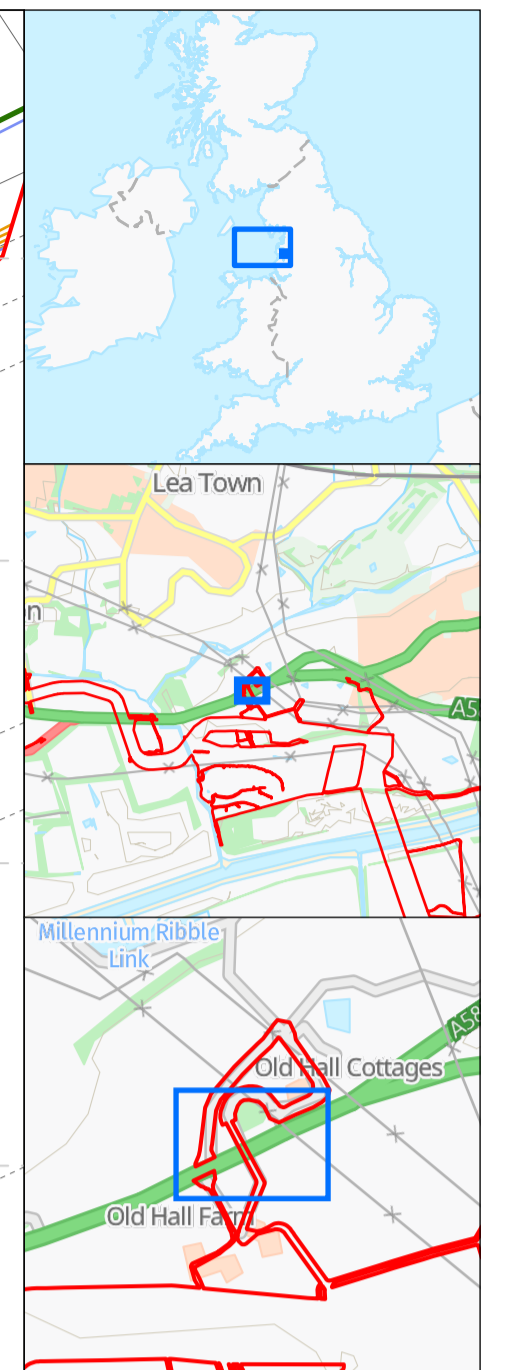 Lea Town
n
A5
Millennium Ribble
Link
A58
Old Hall Cottages
Old Hall Farm